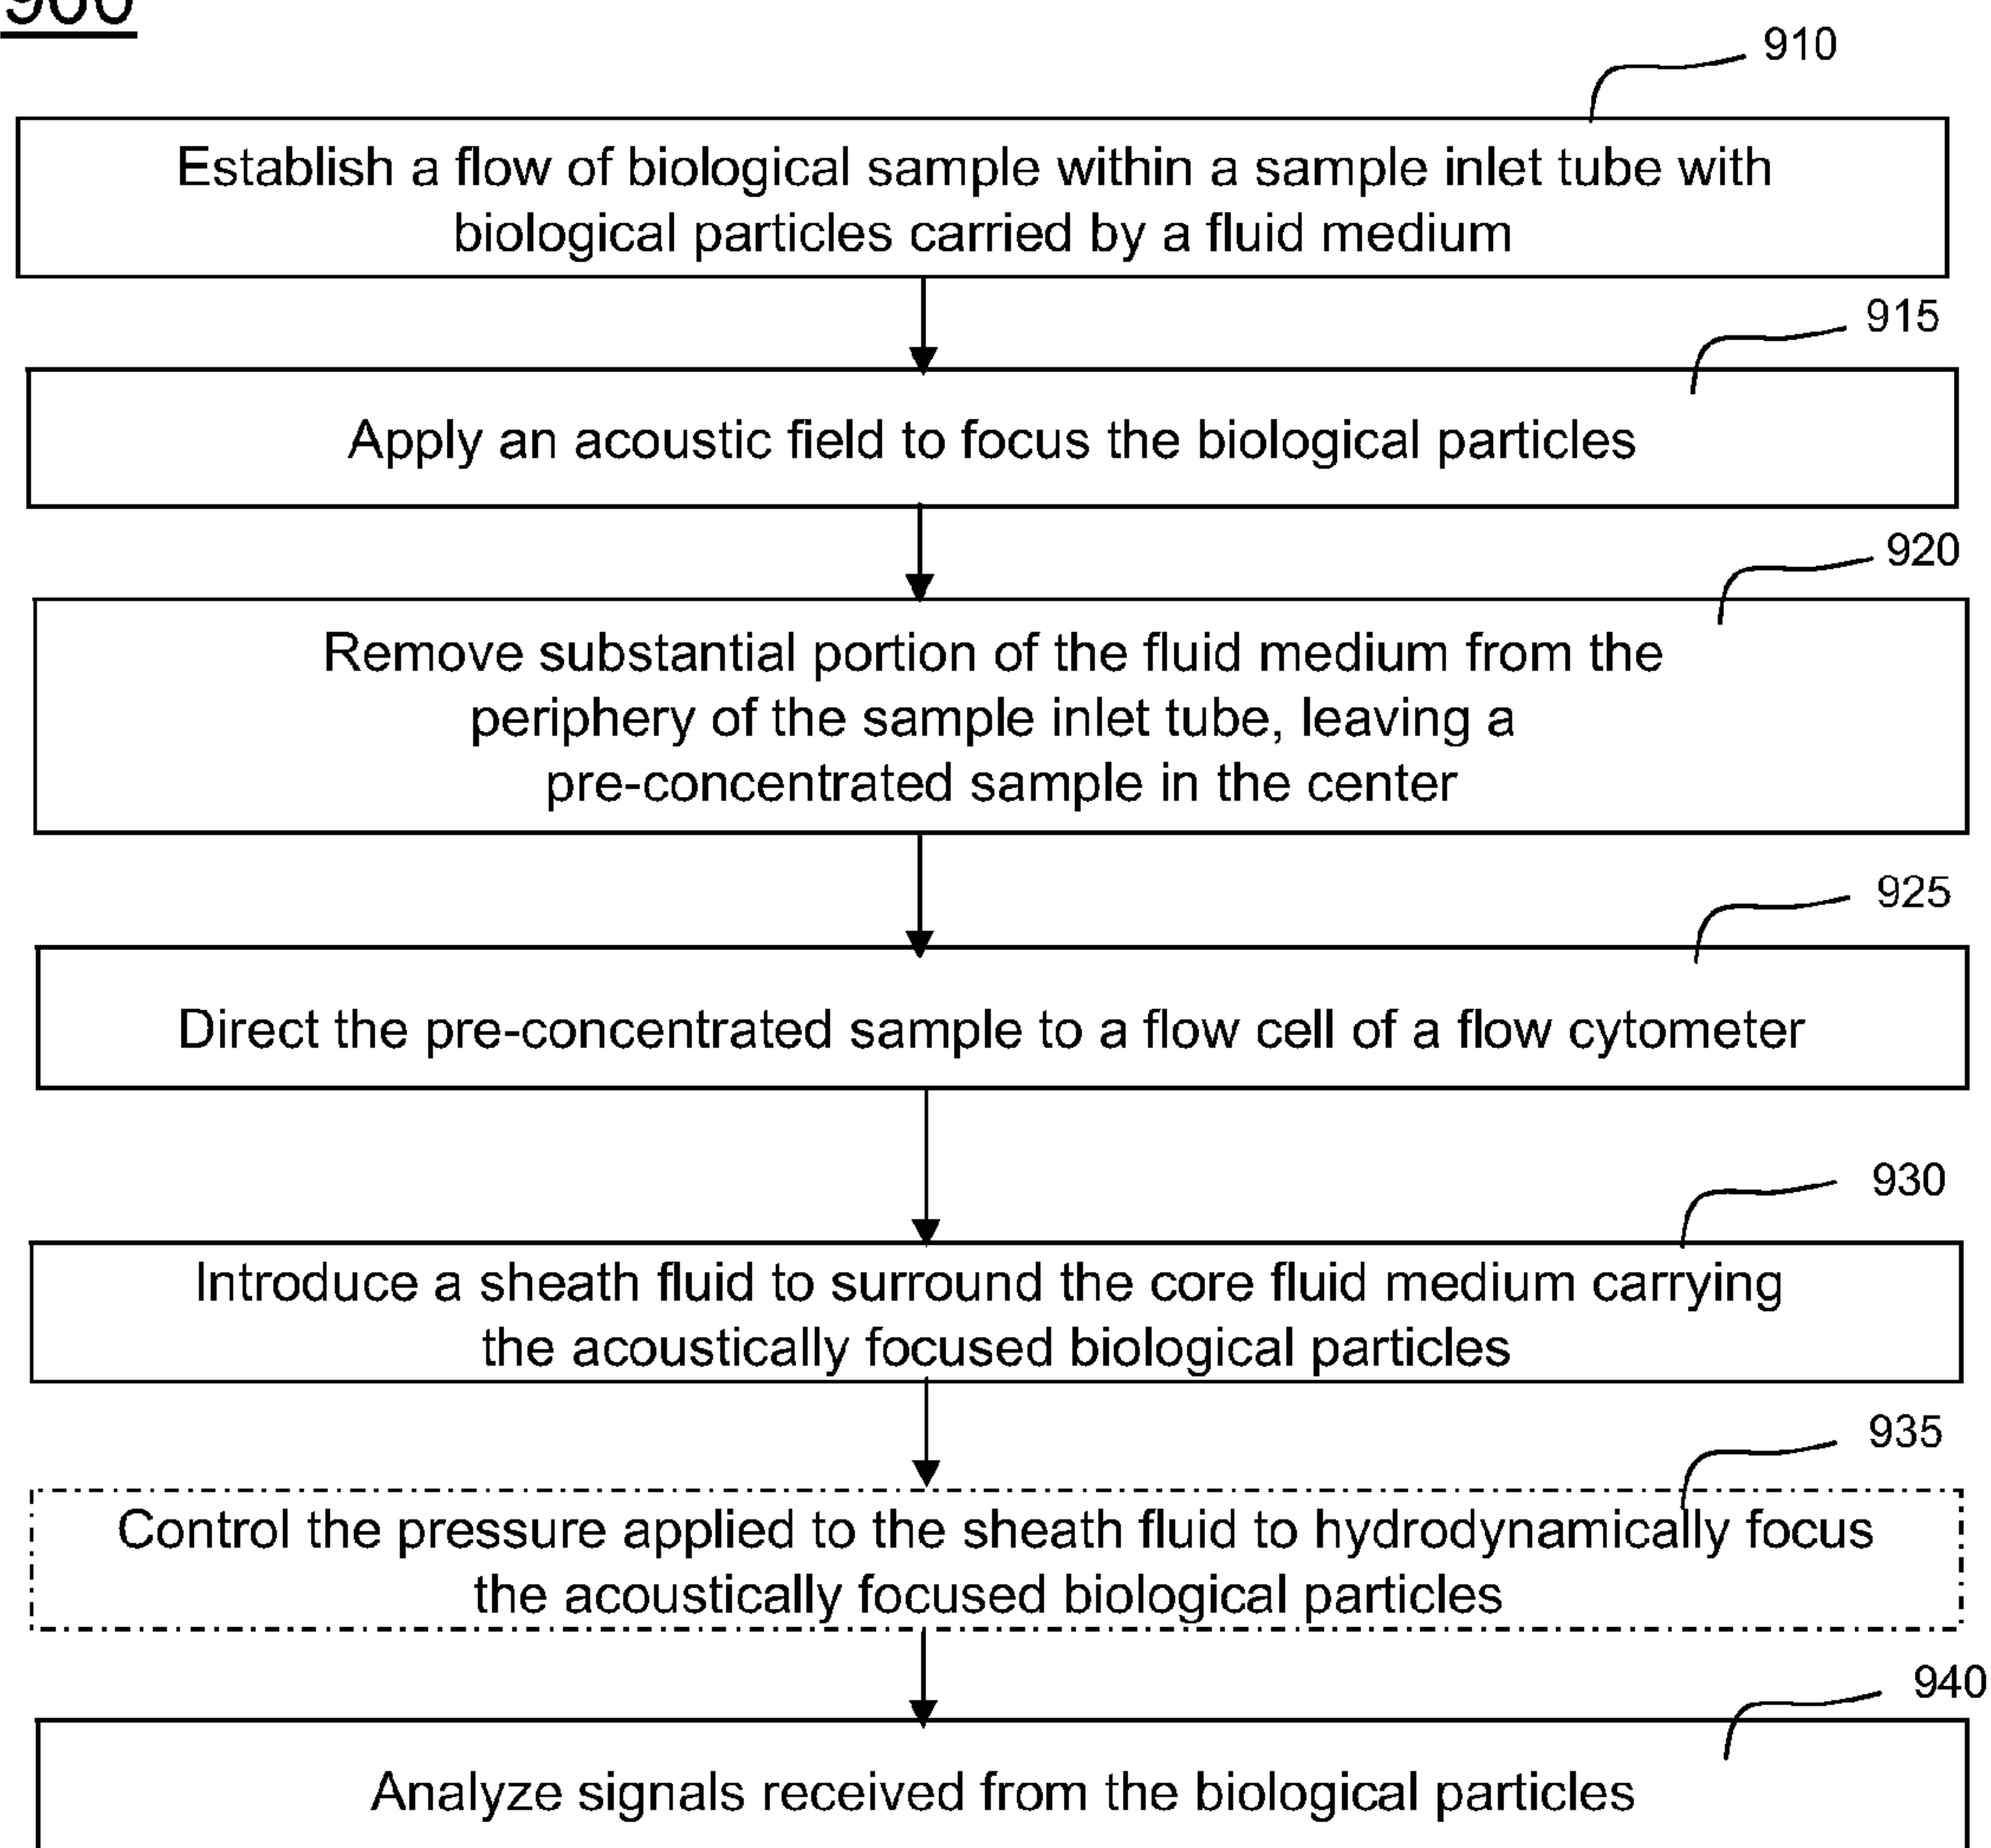 900
910
Establish a flow of biological sample within a sample inlet tube with
biological particles carried by a fluid medium
915
Apply an acoustic field to focus the biological particles
920
Remove substantial portion of the fluid medium from the
periphery of the sample inlet tube, leaving a
pre-concentrated sample in the center
925
Direct the pre-concentrated sample to a flow cell of a flow cytometer
930
Introduce a sheath fluid to surround the core fluid medium carrying
the acoustically focused biological particles
935
Control the pressure applied to the sheath fluid to hydrodynamically focus
the acoustically focused biological particles
940
Analyze signals received from the biological particles